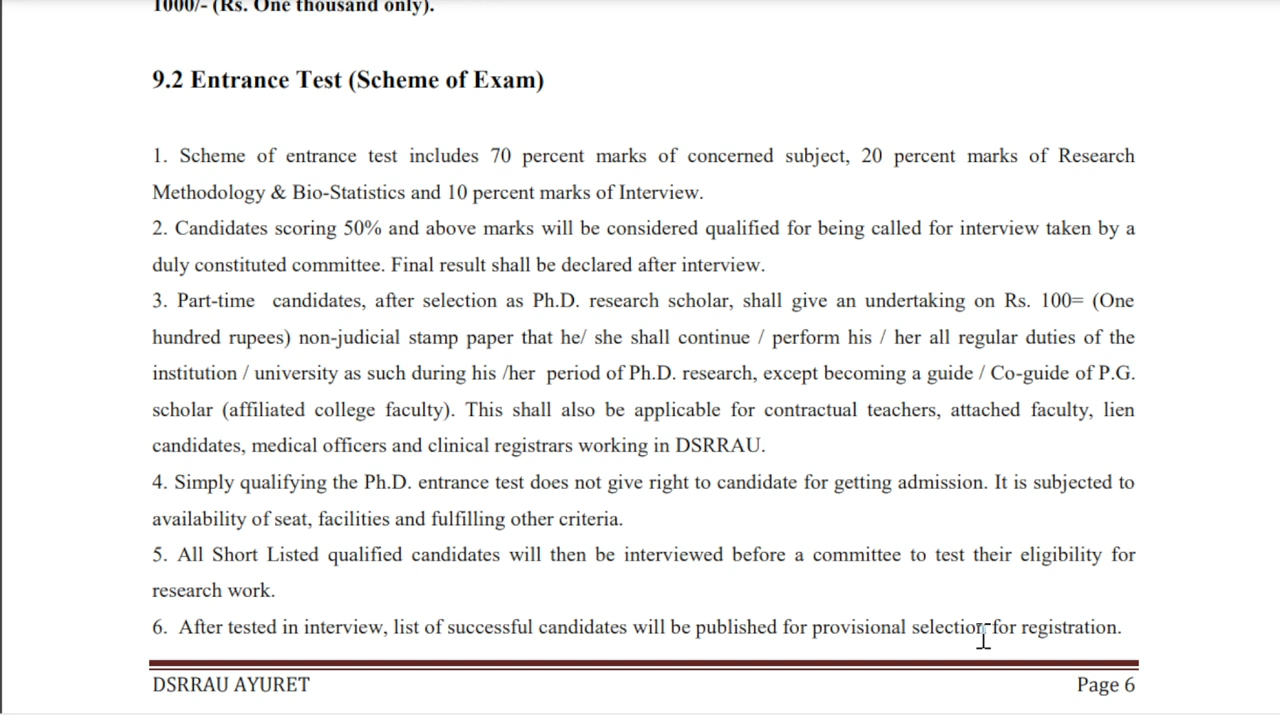 1000/- (Rs. One thousand only).
9.2 Entrance Test (Scheme of Exam)
1. Scheme of entrance test includes 70 percent marks of concerned subject, 20 percent marks of Research
Methodology & Bio-Statistics and 10 percent marks of Interview.
2. Candidates scoring 50% and above marks will be considered qualified for being called for interview taken by a
duly constituted committee. Final result shall be declared after interview.
3. Part-time candidates, after selection as Ph.D. research scholar, shall give an undertaking on Rs. 100= (One
hundred rupees) non-judicial stamp paper that he/ she shall continue / perform his / her all regular duties of the
institution / university as such during his /her period of Ph.D. research, except becoming a guide / Co-guide of P.G.
scholar (affiliated college faculty). This shall also be applicable for contractual teachers, attached faculty, lien
candidates, medical officers and clinical registrars working in DSRRAU.
4. Simply qualifying the Ph.D. entrance test does not give right to candidate for getting admission. It is subjected to
availability of seat, facilities and fulfilling other criteria.
5. All Short Listed qualified candidates will then be interviewed before a committee to test their eligibility for
research work.
6. After tested in interview, list of successful candidates will be published for provisional selection for registration.
DSRRAU AYURET Page 6